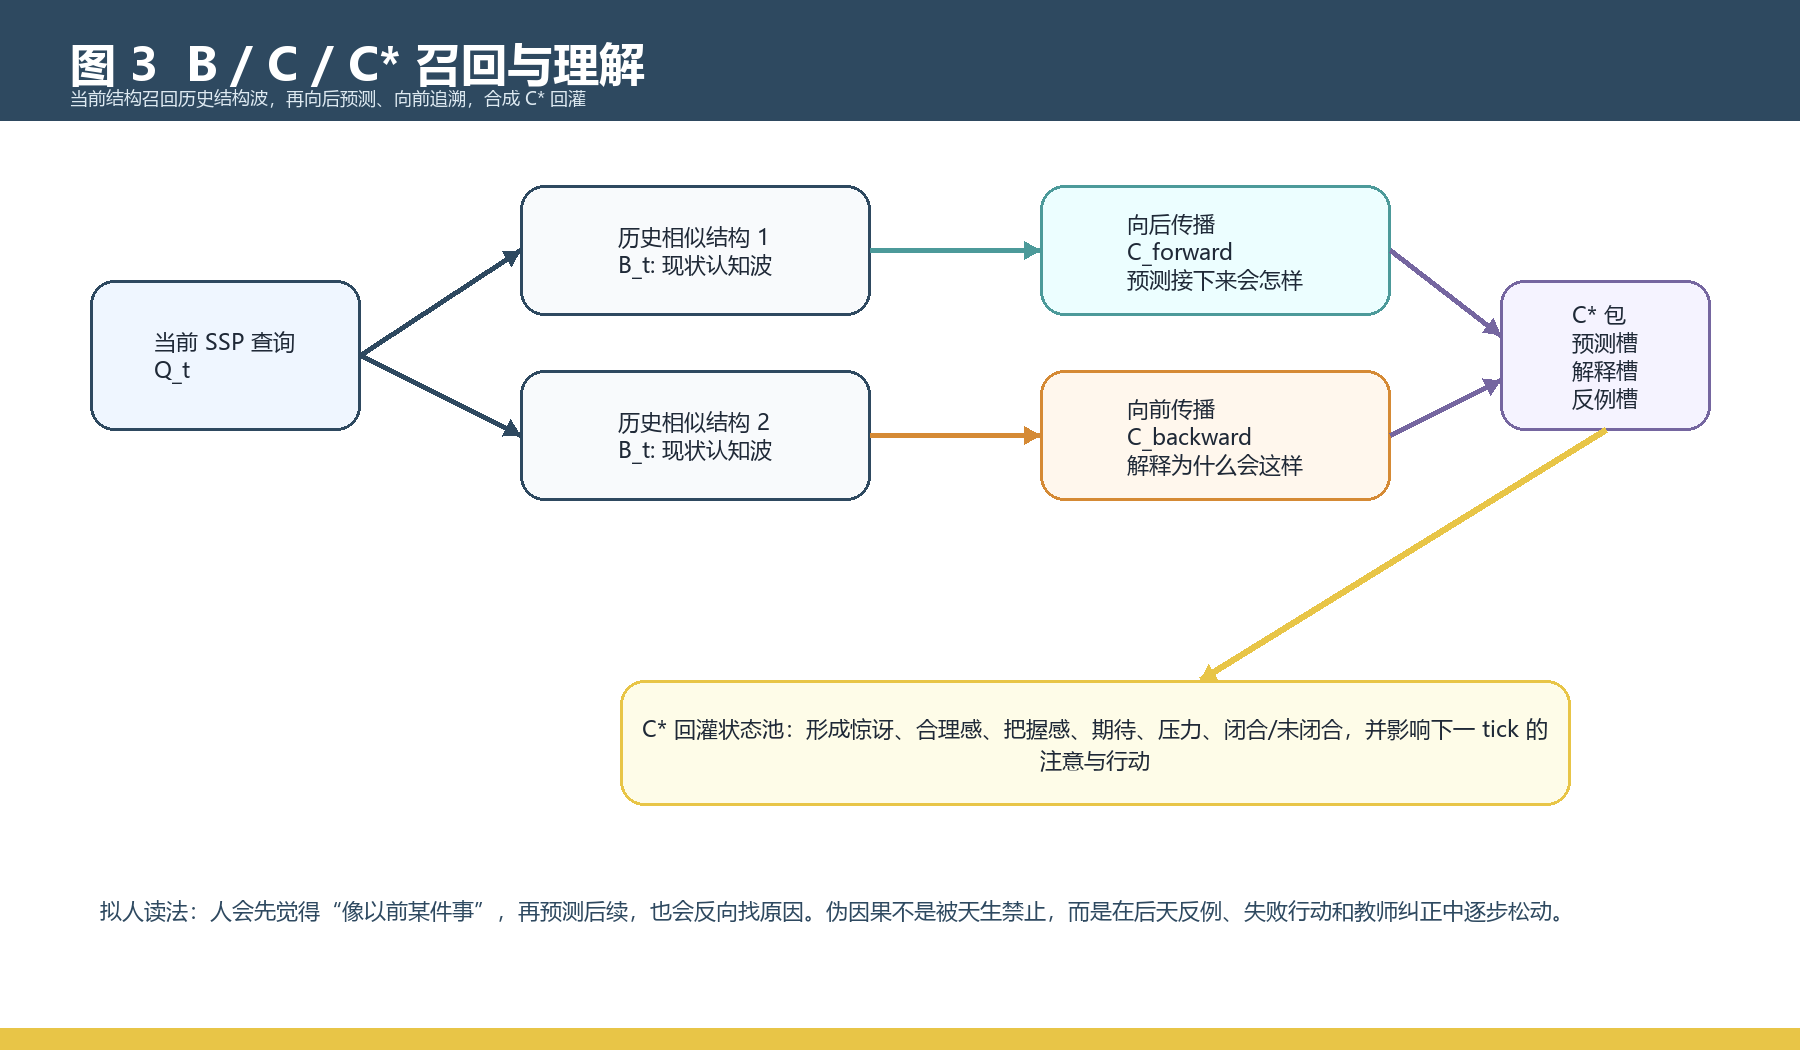 图 3 B / C / C* 召回与理解
当前结构召回历史结构波，再向后预测、向前追溯，合成 C* 回灌
当前 SSP 查询
Q_t
历史相似结构 1
B_t: 现状认知波
历史相似结构 2
B_t: 现状认知波
向后传播
C_forward
预测接下来会怎样
向前传播
C_backward
解释为什么会这样
C* 包
预测槽
解释槽
反例槽
C* 回灌状态池：形成惊讶、合理感、把握感、期待、压力、闭合/未闭合，并影响下一 tick 的
注意与行动
拟人读法：人会先觉得“像以前某件事”，再预测后续，也会反向找原因。伪因果不是被天生禁止，而是在后天反例、失败行动和教师纠正中逐步松动。